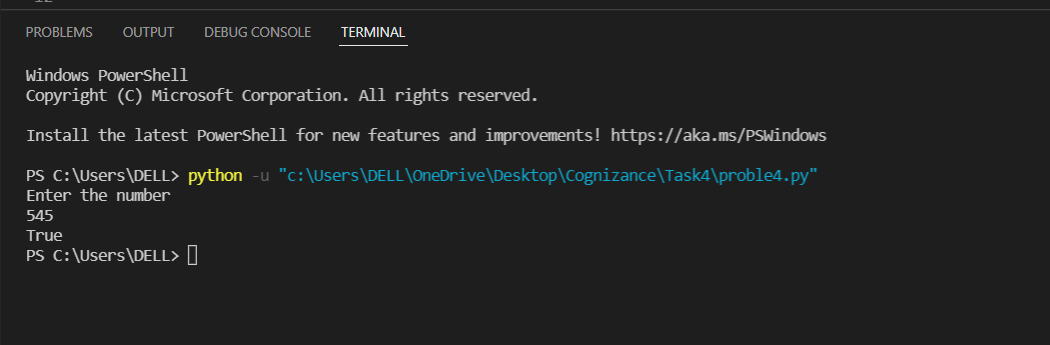 PROBLEMS OUTPUT DEBUG CONSOLE TERMINAL
Windows PowerShell
Copyright (C) Microsoft Corporation. All rights reserved.
Install the latest PowerShell for new features and improvements! https://aka.ms/PSWindows
PS C:\Users\DELL> python -u "c:\Users\DELL\OneDrive\Desktop\Cognizance\Task4\proble4.py"
Enter the number
545
True
PS C:\Users\DELL>